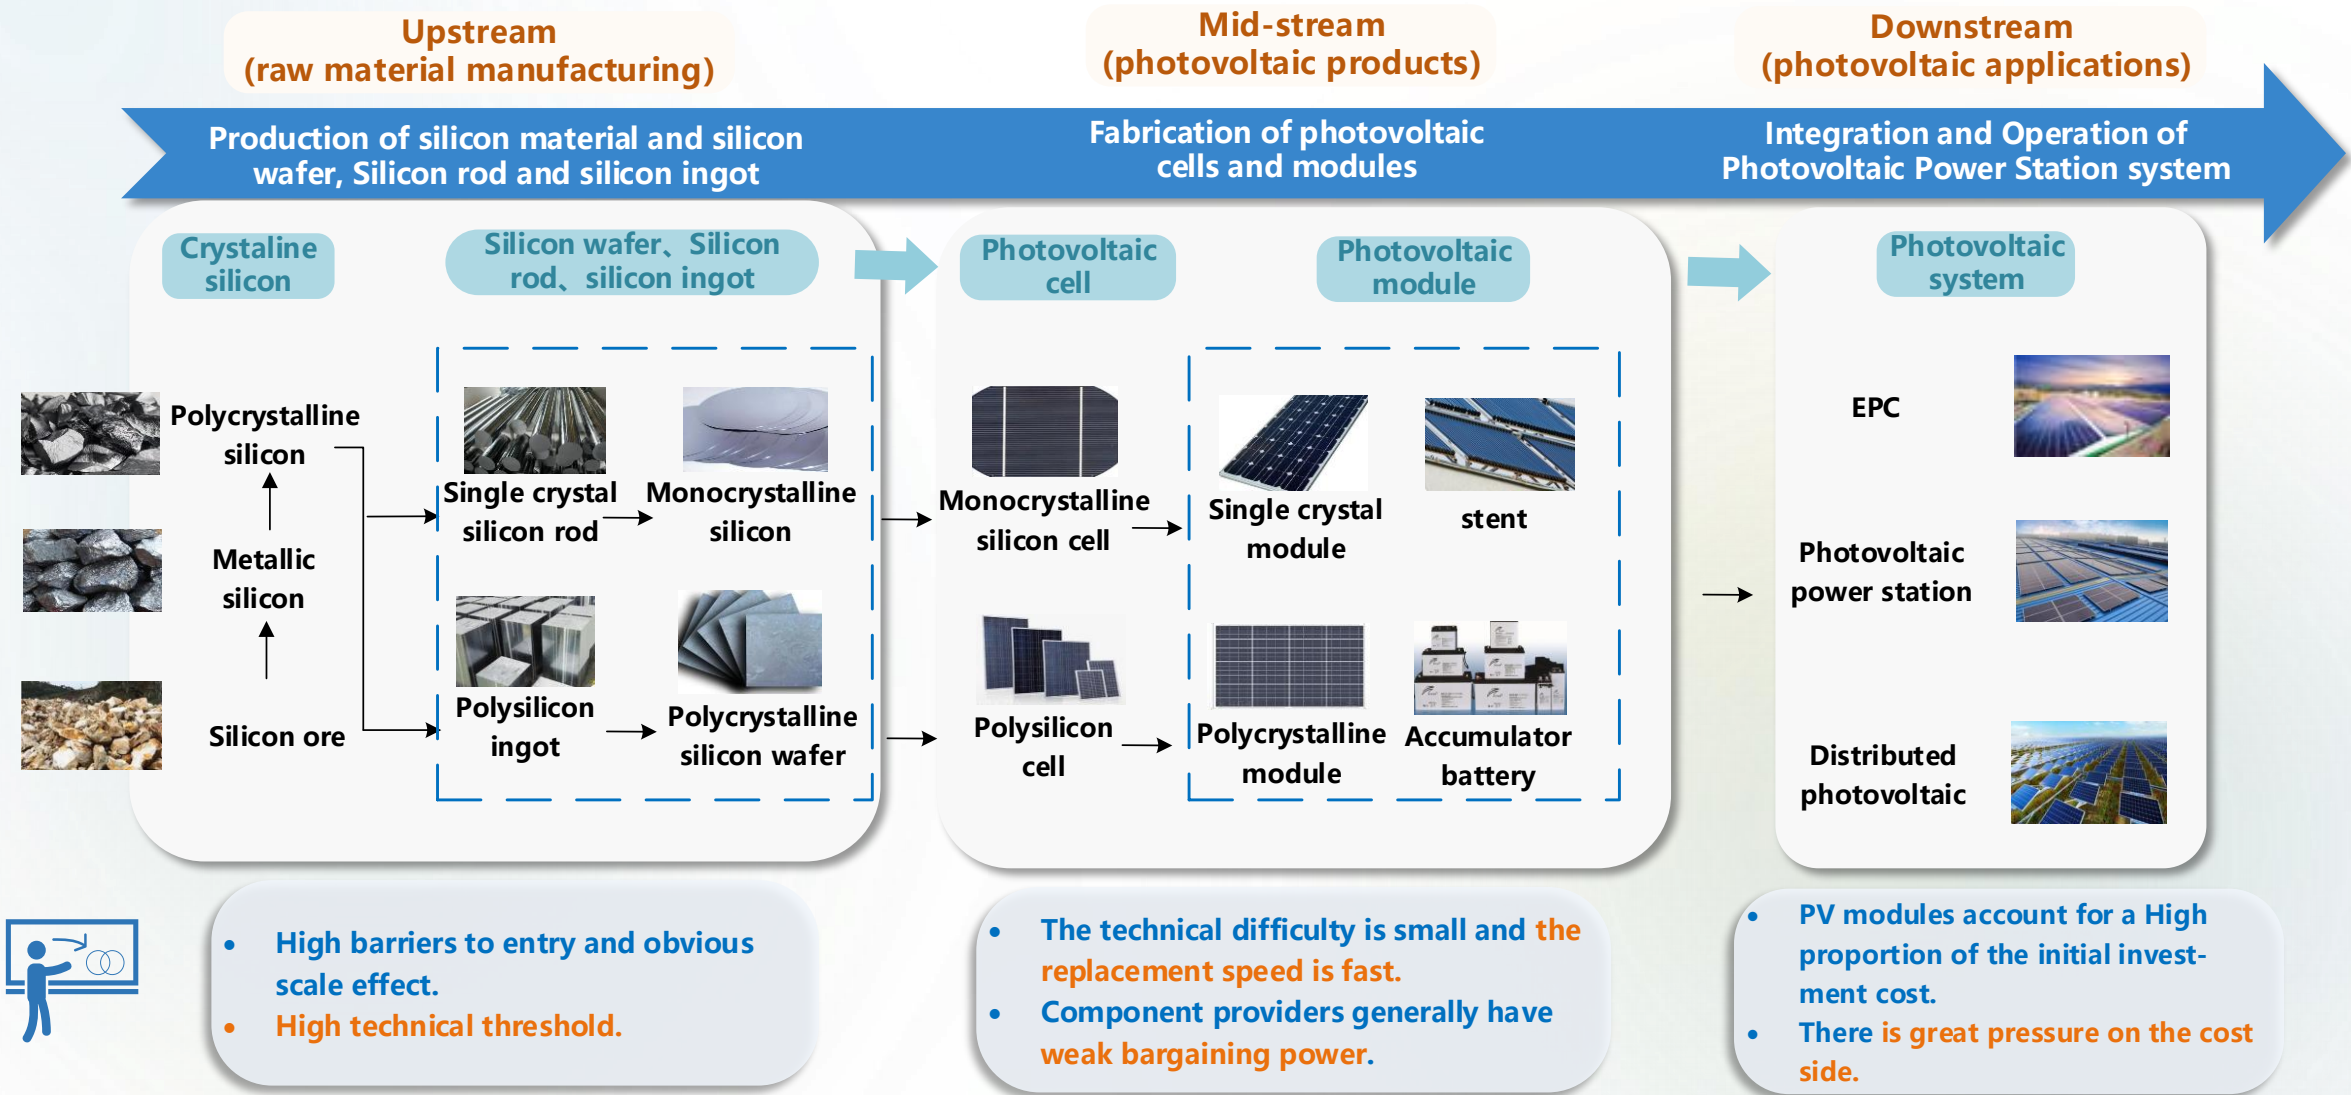 Upstream
(raw material manufacturing)
Mid-stream
(photovoltaic products)
Downstream
(photovoltaic applications)
Production of silicon material and silicon
wafer, Silicon rod and silicon ingot
Fabrication of photovoltaic
cells and modules
Integration and Operation of
Photovoltaic Power Station system
Crystaline
silicon
Silicon wafer、Silicon
rod、silicon ingot
Photovoltaic
cell
Photovoltaic
module
Photovoltaic
system
Polycrystalline
silicon
Metallic
silicon
Silicon ore
Single crystal
silicon rod
Monocrystalline
silicon
Polysilicon
ingot
Polycrystalline
silicon wafer
Monocrystalline
silicon cell
Polysilicon
cell
Single crystal
module
stent
Polycrystalline
module
Accumulator
battery
EPC
Photovoltaic
power station
Distributed
photovoltaic
• High barriers to entry and obvious
scale effect.
• High technical threshold.
• The technical difficulty is small and the
replacement speed is fast.
• Component providers generally have
weak bargaining power.
• PV modules account for a High
proportion of the initial invest-
ment cost.
• There is great pressure on the cost
side.